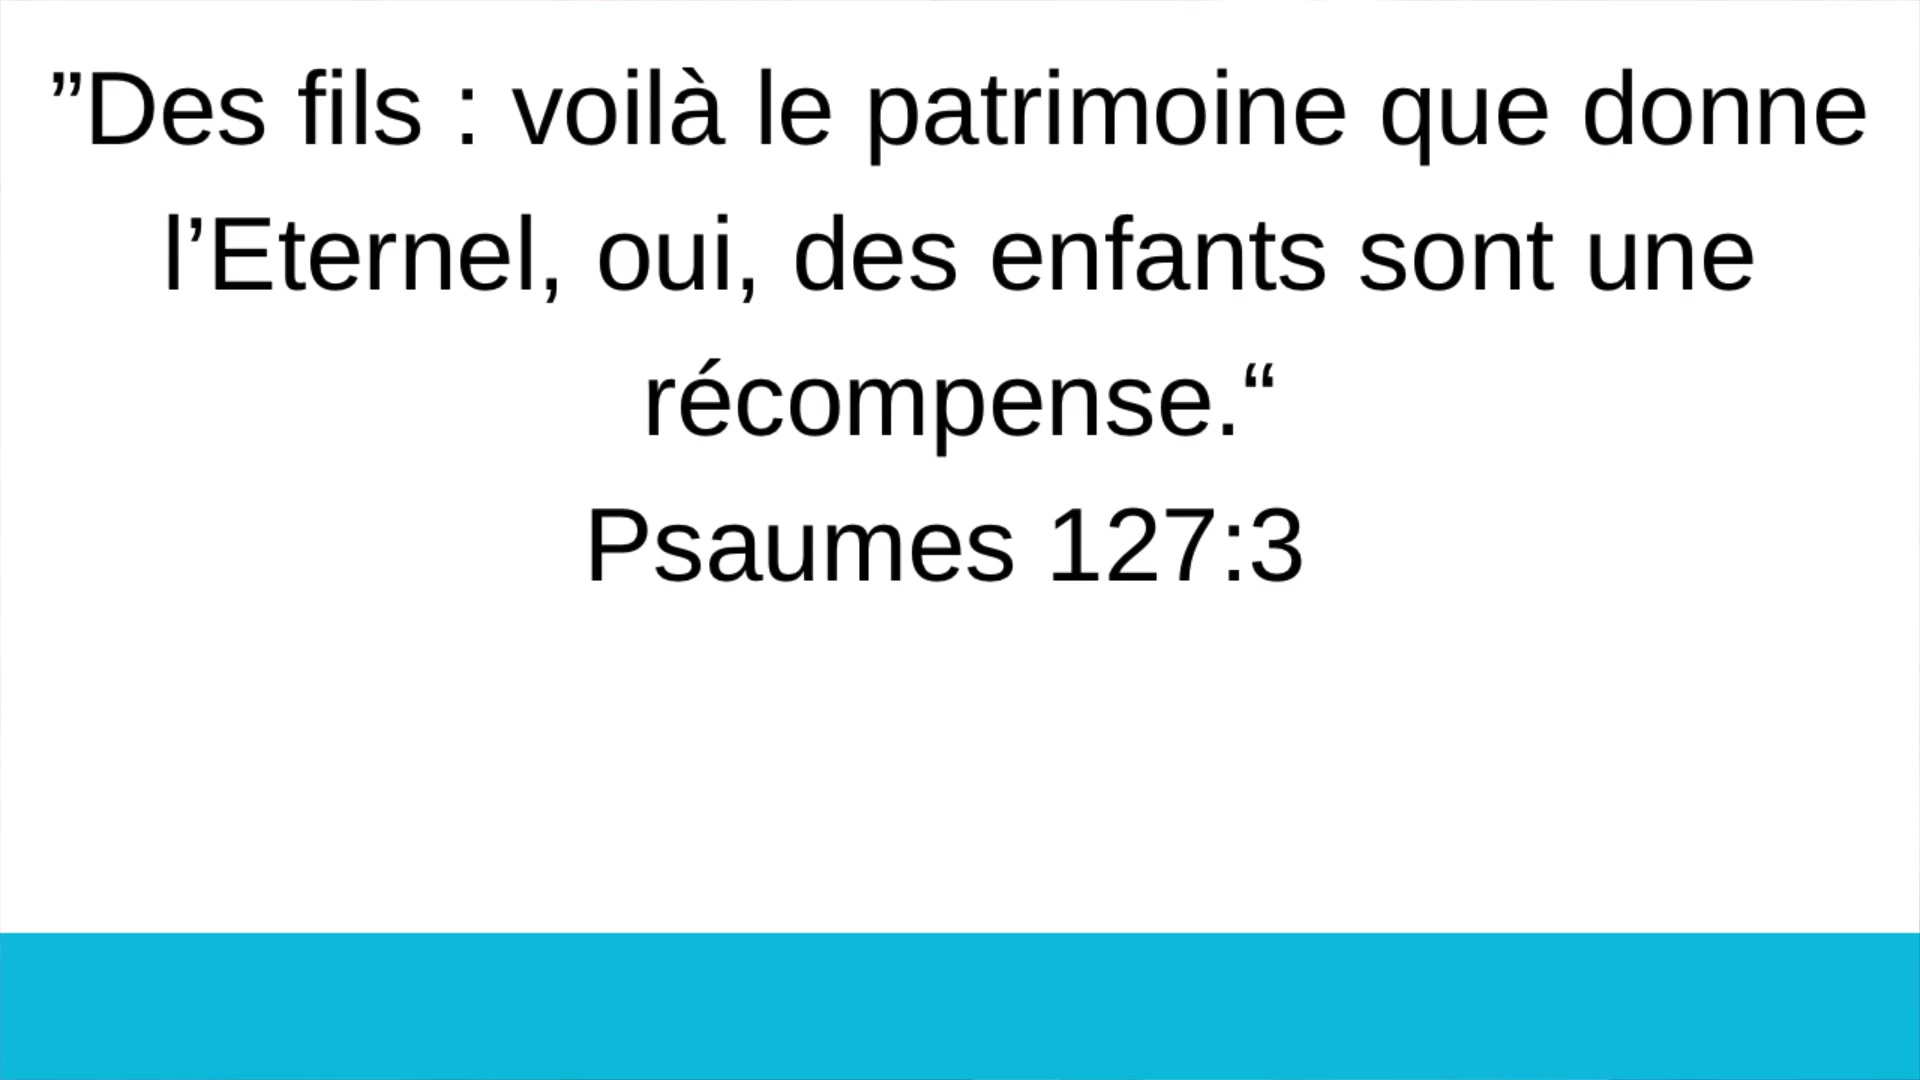 ”Des fils : voilà le patrimoine que donne
l’Eternel, oui, des enfants sont une
récompense.“
Psaumes 127:3